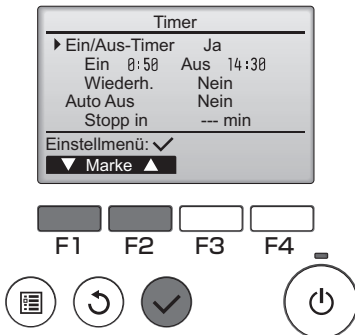 Timer
Ein/Aus-Timer Ja
Ein 0:50 Aus 14:30
Wiederh. Nein
Auto Aus Nein
Stopp in --- min
Einstellmenü: ✓
▼ Marke ▲
F1 F2 F3 F4